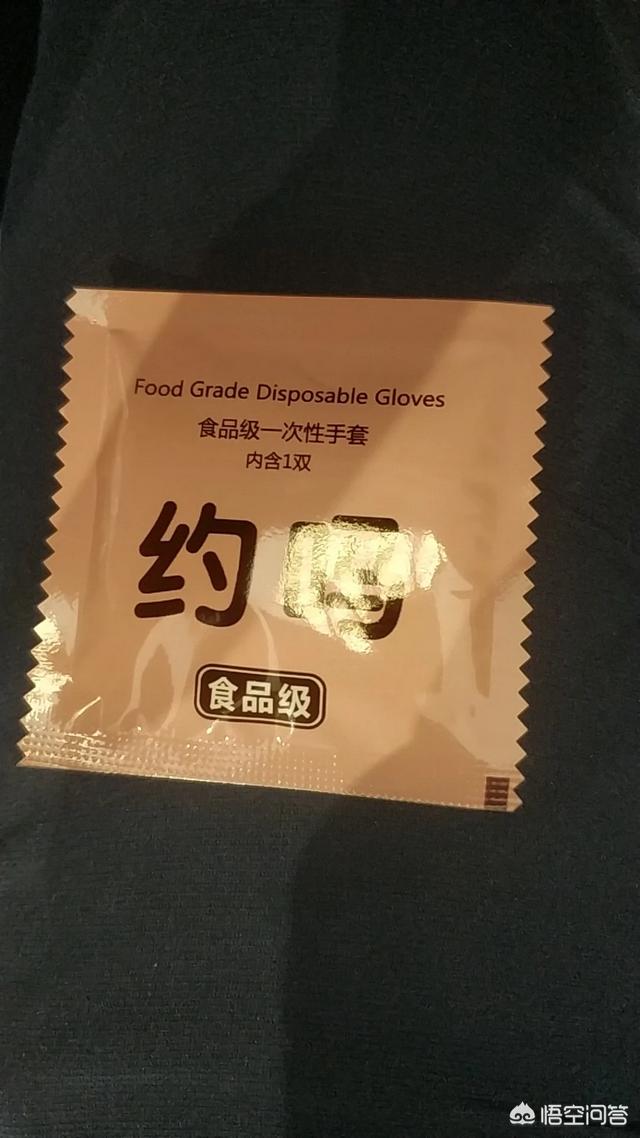 Food Grade Disposable Gloves
食品级一次性手套
内含1双
约
食品级
悟空问答